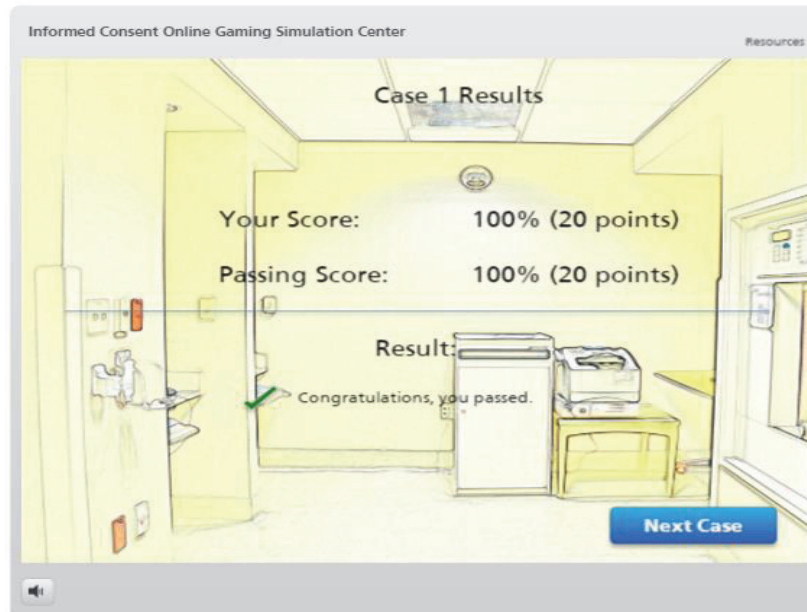 Informed Consent Online Gaming Simulation Center
Resources
Case 1 Results
Your Score: 100% (20 points)
Passing Score: 100% (20 points)
Result:
Congratulations, you passed.
Next Case